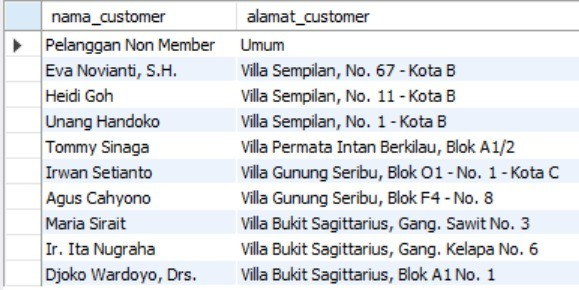 nama_customer alamat_customer
Pelanggan Non Member Umum
Eva Novianti, S.H. Villa Sempilan, No. 67 - Kota B
Heidi Goh Villa Sempilan, No. 11 - Kota B
Unang Handoko Villa Sempilan, No. 1 - Kota B
Tommy Sinaga Villa Permata Intan Berkilau, Blok A1/2
Irwan Setianto Villa Gunung Seribu, Blok O1 - No. 1 - Kota C
Agus Cahyono Villa Gunung Seribu, Blok F4 - No. 8
Maria Sirait Villa Bukit Sagittarius, Gang. Sawit No. 3
Ir. Ita Nugraha Villa Bukit Sagittarius, Gang. Kelapa No. 6
Djoko Wardoyo, Drs. Villa Bukit Sagittarius, Blok A1 No. 1